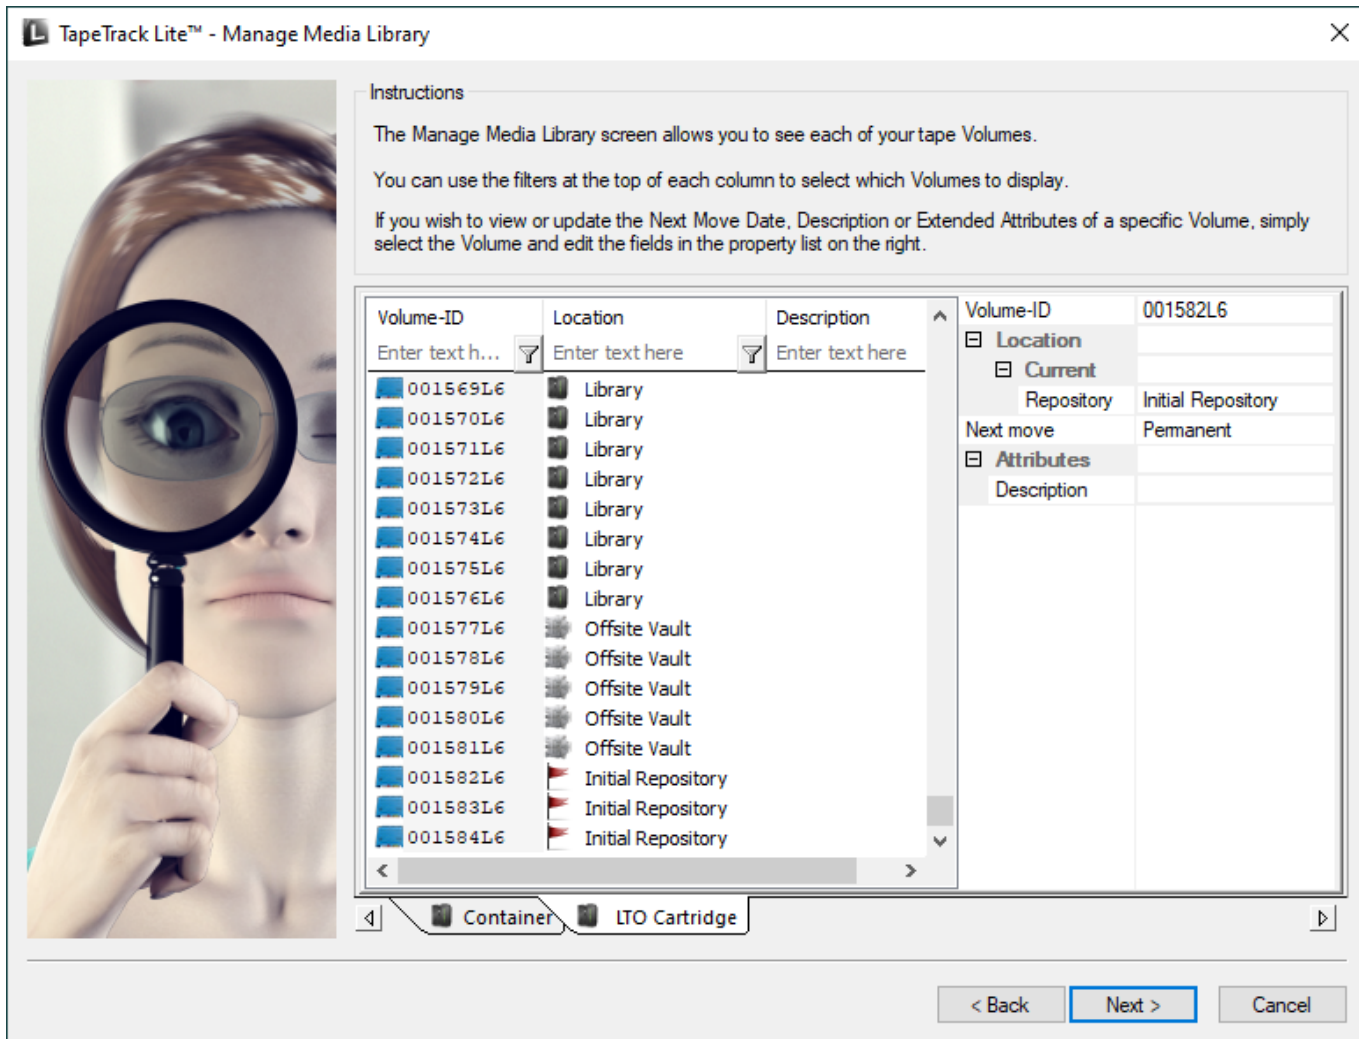 TapeTrack Lite™ - Manage Media Library
Instructions
The Manage Media Library screen allows you to see each of your tape Volumes.
You can use the filters at the top of each column to select which Volumes to display.
If you wish to view or update the Next Move Date, Description or Extended Attributes of a specific Volume, simply
select the Volume and edit the fields in the property list on the right.
Volume-ID Location Description
Enter text h... Enter text here Enter text here
001569L6 Library
001570L6 Library
001571L6 Library
001572L6 Library
001573L6 Library
001574L6 Library
001575L6 Library
001576L6 Library
001577L6 Offsite Vault
001578L6 Offsite Vault
001579L6 Offsite Vault
001580L6 Offsite Vault
001581L6 Offsite Vault
001582L6 Initial Repository
001583L6 Initial Repository
001584L6 Initial Repository
Volume-ID 001582L6
Location
Current
Repository Initial Repository
Next move Permanent
Attributes
Description
Container LTO Cartridge
< Back Next > Cancel